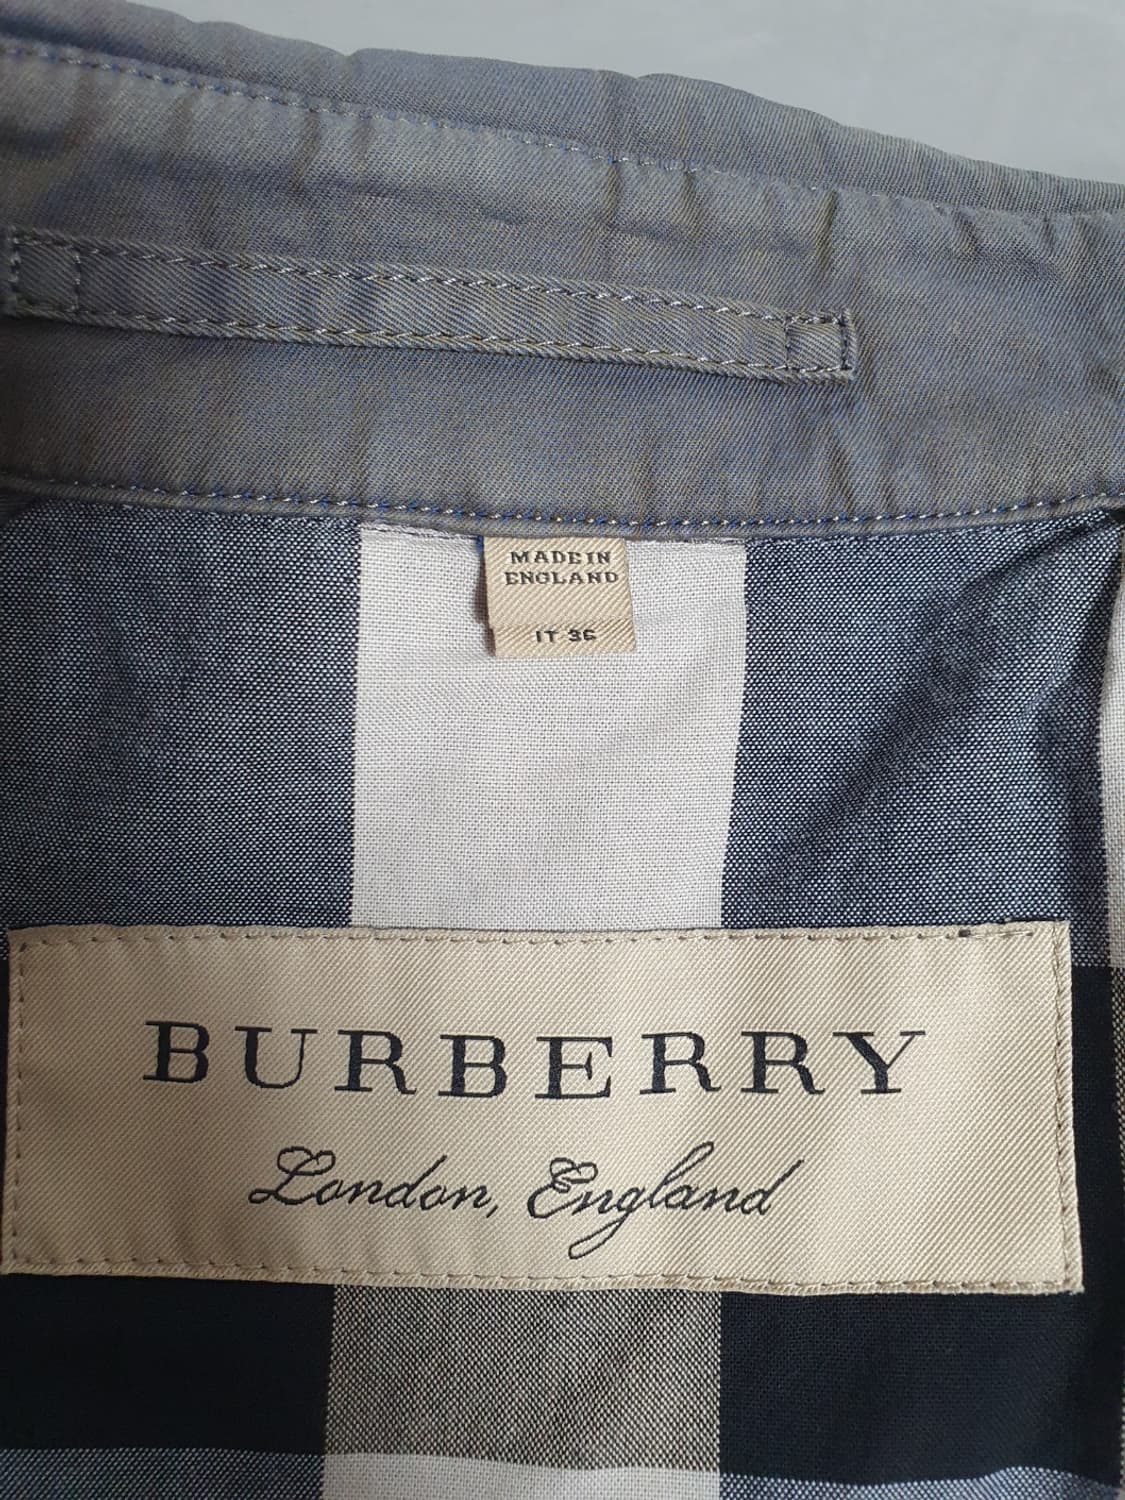 MADE IN
ENGLAND
IT 36
BURBERRY
London, England